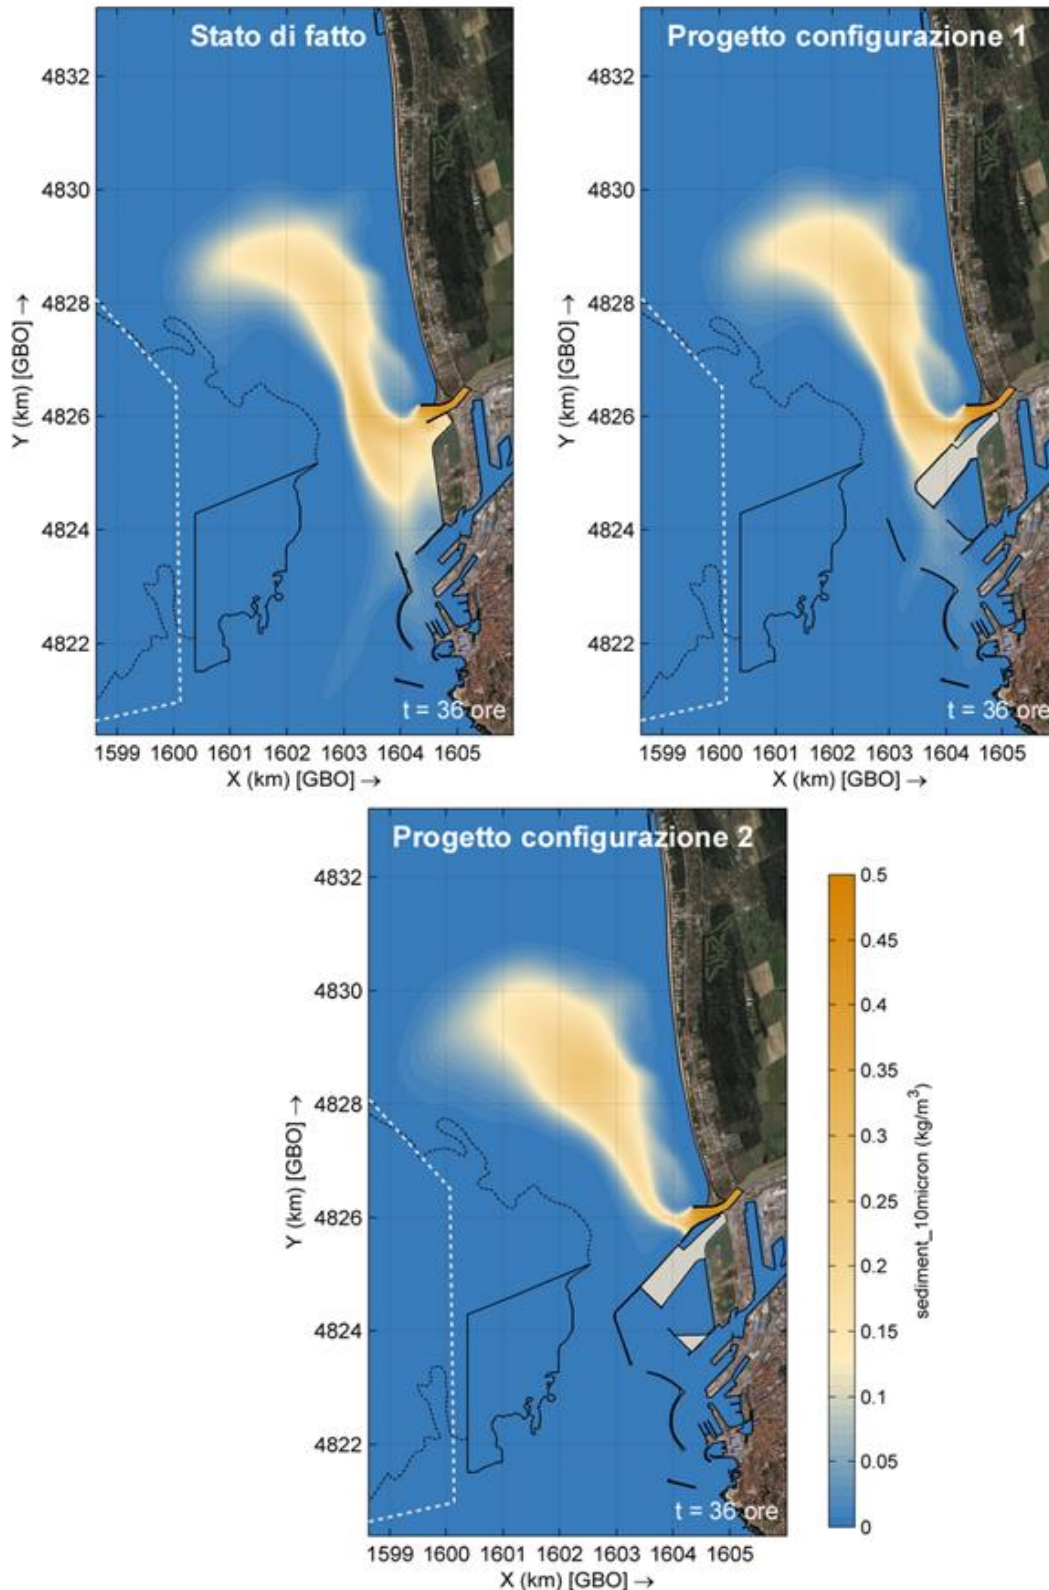 Stato di fatto
4832
4830
4828
4826
4824
4822
Y (km) [GBO] →
t = 36 ore
1599 1600 1601 1602 1603 1604 1605
X (km) [GBO] →
Progetto configurazione 1
4832
4830
4828
4826
4824
4822
Y (km) [GBO] →
t = 36 ore
1599 1600 1601 1602 1603 1604 1605
X (km) [GBO] →
Progetto configurazione 2
4832
4830
4828
4826
4824
4822
Y (km) [GBO] →
t = 36 ore
1599 1600 1601 1602 1603 1604 1605
X (km) [GBO] →
0.5
0.45
0.4
0.35
0.3
0.25
0.2
0.15
0.1
0.05
0
sediment_10micron (kg/m³)